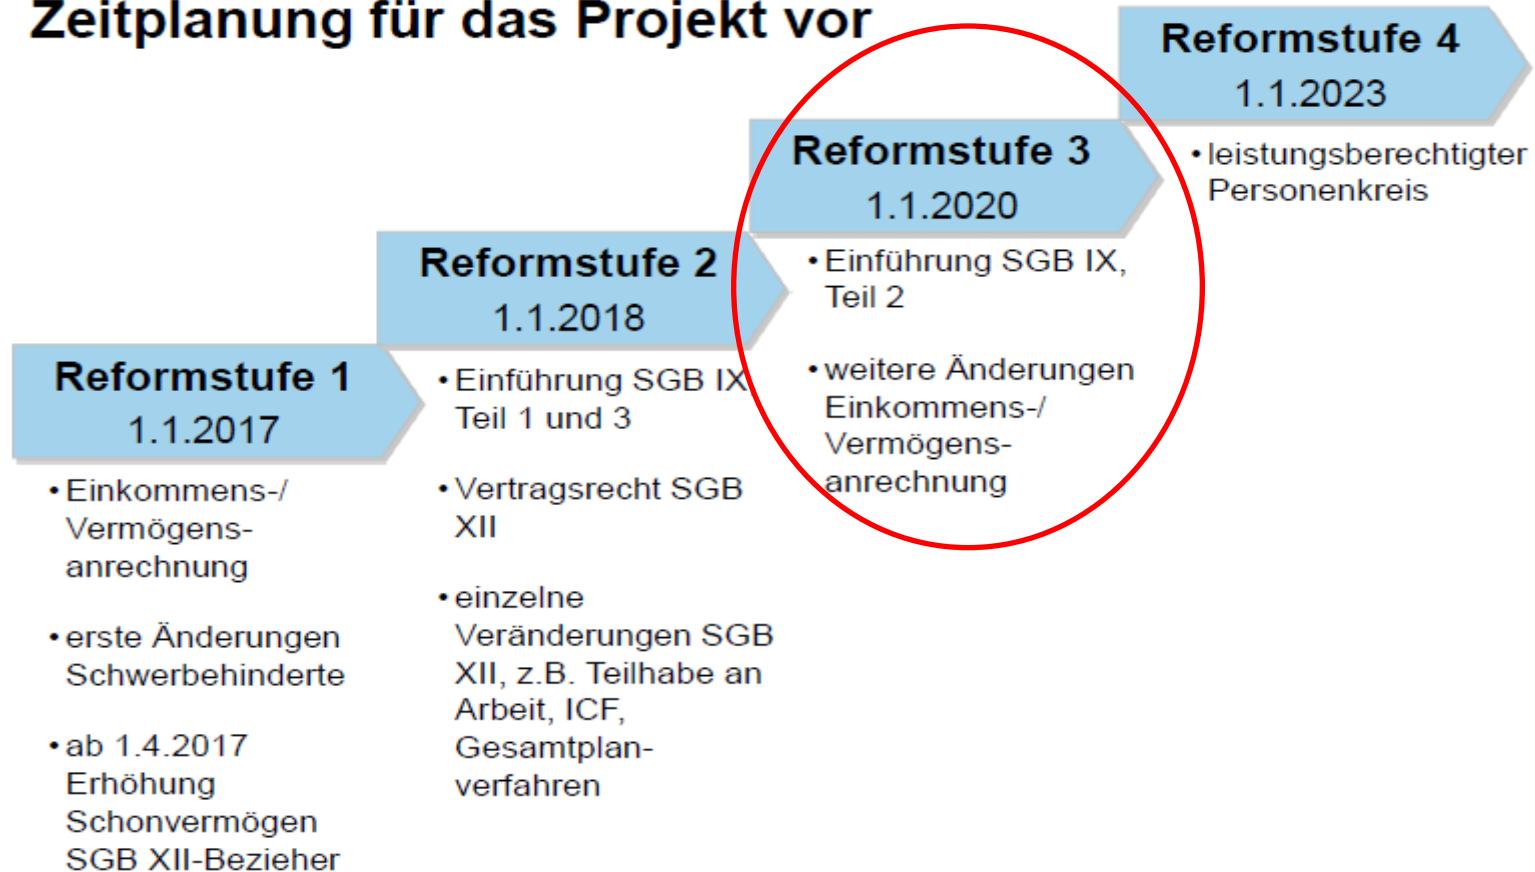 Zeitplanung für das Projekt vor
Reformstufe 1
1.1.2017
• Einkommens-/
Vermögens-
anrechnung
• erste Änderungen
Schwerbehinderte
• ab 1.4.2017
Erhöhung
Schonvermögen
SGB XII-Bezieher
Reformstufe 2
1.1.2018
• Einführung SGB IX,
Teil 1 und 3
• Vertragsrecht SGB
XII
• einzelne
Veränderungen SGB
XII, z.B. Teilhabe an
Arbeit, ICF,
Gesamtplan-
verfahren
Reformstufe 3
1.1.2020
• Einführung SGB IX,
Teil 2
• weitere Änderungen
Einkommens-/
Vermögens-
anrechnung
Reformstufe 4
1.1.2023
• leistungsberechtigter
Personenkreis